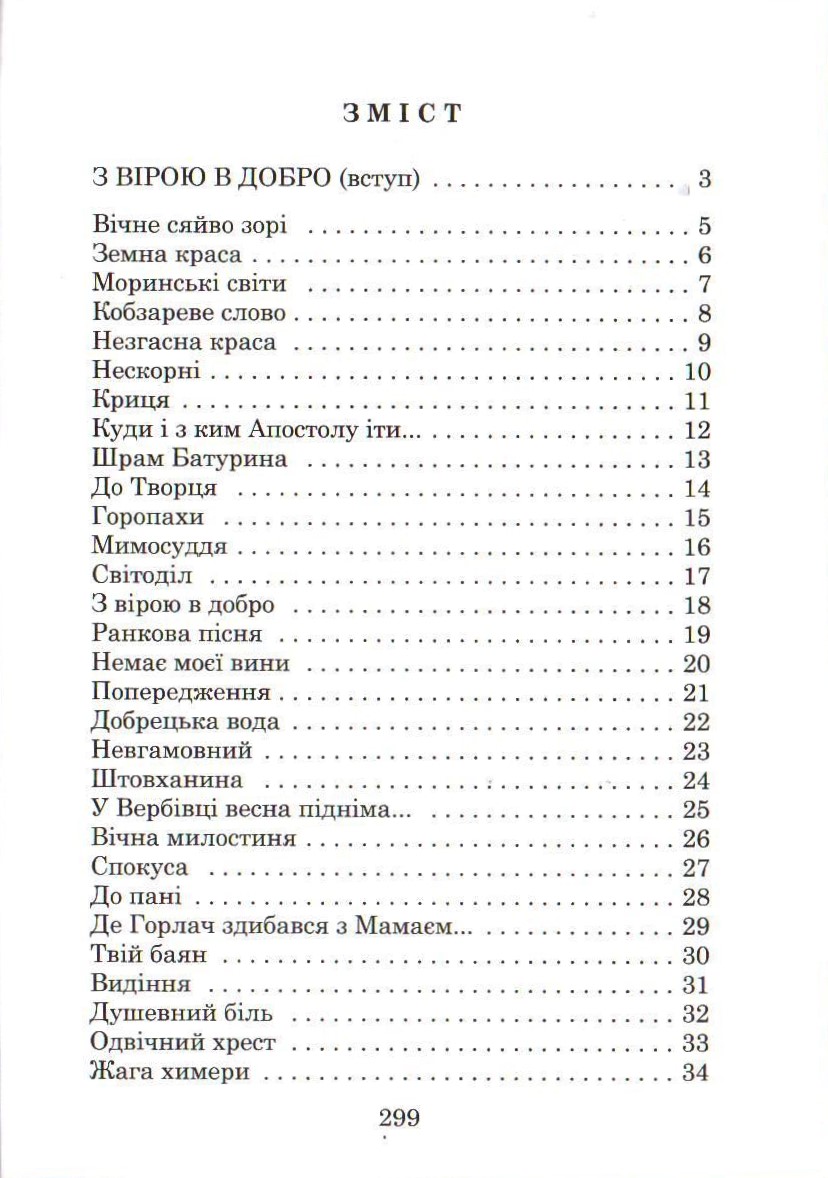 ЗМІСТ
З ВІРОЮ В ДОБРО (вступ) . . . . . . . . . . . . . . . . . . 3
Вічне сяйво зорі . . . . . . . . . . . . . . . . . . . . . . . . . . . . 5
Земна краса . . . . . . . . . . . . . . . . . . . . . . . . . . . . . . . . 6
Моринські світи . . . . . . . . . . . . . . . . . . . . . . . . . . . . 7
Кобзареве слово . . . . . . . . . . . . . . . . . . . . . . . . . . . . . 8
Незгасна краса . . . . . . . . . . . . . . . . . . . . . . . . . . . . . 9
Нескорні . . . . . . . . . . . . . . . . . . . . . . . . . . . . . . . . . . 10
Криця . . . . . . . . . . . . . . . . . . . . . . . . . . . . . . . . . . . . 11
Куди і з ким Апостолу іти... . . . . . . . . . . . . . . . . . . . 12
Шрам Батурина . . . . . . . . . . . . . . . . . . . . . . . . . . . 13
До Творця . . . . . . . . . . . . . . . . . . . . . . . . . . . . . . . . 14
Горопахи . . . . . . . . . . . . . . . . . . . . . . . . . . . . . . . . . 15
Мимосуддя . . . . . . . . . . . . . . . . . . . . . . . . . . . . . . . . 16
Світоділ . . . . . . . . . . . . . . . . . . . . . . . . . . . . . . . . . . 17
З вірою в добро . . . . . . . . . . . . . . . . . . . . . . . . . . . . 18
Ранкова пісня . . . . . . . . . . . . . . . . . . . . . . . . . . . . . 19
Немає моєї вини . . . . . . . . . . . . . . . . . . . . . . . . . . . 20
Попередження . . . . . . . . . . . . . . . . . . . . . . . . . . . . . 21
Добрецька вода . . . . . . . . . . . . . . . . . . . . . . . . . . . . 22
Невгамовний . . . . . . . . . . . . . . . . . . . . . . . . . . . . . . 23
Штовханина . . . . . . . . . . . . . . . . . . . . . . . . . . . . . . 24
У Вербівці весна підніма... . . . . . . . . . . . . . . . . . . 25
Вічна милостиня . . . . . . . . . . . . . . . . . . . . . . . . . . . 26
Спокуса . . . . . . . . . . . . . . . . . . . . . . . . . . . . . . . . . . 27
До пані . . . . . . . . . . . . . . . . . . . . . . . . . . . . . . . . . . . 28
Де Горлач здибався з Мамаєм... . . . . . . . . . . . . . . . 29
Твій баян . . . . . . . . . . . . . . . . . . . . . . . . . . . . . . . . . 30
Видіння . . . . . . . . . . . . . . . . . . . . . . . . . . . . . . . . . . 31
Душевний біль . . . . . . . . . . . . . . . . . . . . . . . . . . . . 32
Одвічний хрест . . . . . . . . . . . . . . . . . . . . . . . . . . . . 33
Жага химери . . . . . . . . . . . . . . . . . . . . . . . . . . . . . . 34
299